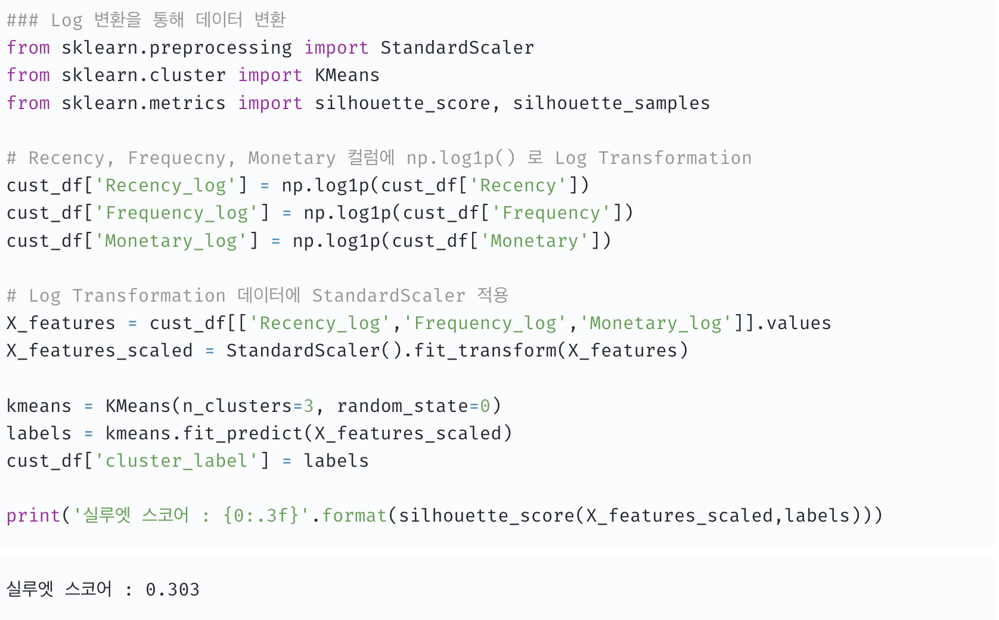 ### Log 변환을 통해 데이터 변환
from sklearn.preprocessing import StandardScaler
from sklearn.cluster import KMeans
from sklearn.metrics import silhouette_score, silhouette_samples
# Recency, Frequecny, Monetary 컬럼에 np.log1p() 로 Log Transformation
cust_df['Recency_log'] = np.log1p(cust_df['Recency'])
cust_df['Frequency_log'] = np.log1p(cust_df['Frequency'])
cust_df['Monetary_log'] = np.log1p(cust_df['Monetary'])
# Log Transformation 데이터에 StandardScaler 적용
X_features = cust_df[['Recency_log','Frequency_log','Monetary_log']].values
X_features_scaled = StandardScaler().fit_transform(X_features)
kmeans = KMeans(n_clusters=3, random_state=0)
labels = kmeans.fit_predict(X_features_scaled)
cust_df['cluster_label'] = labels
print('실루엣 스코어 : {0:.3f}'.format(silhouette_score(X_features_scaled,labels)))
실루엣 스코어 : 0.303